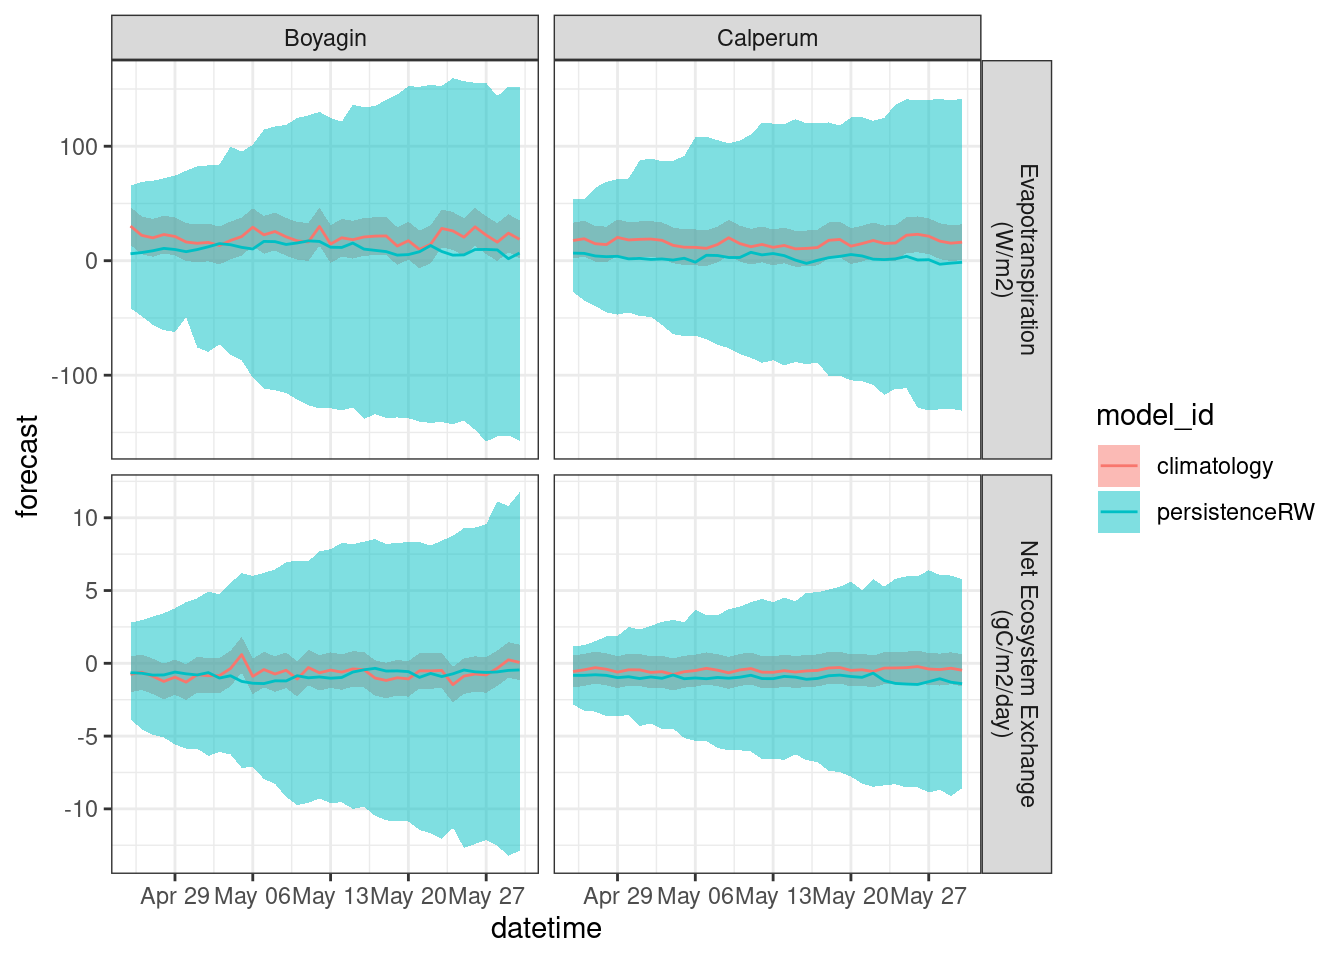 Boyagin
Calperum
100
0
-100
Evapotranspiration
(W/m2)
forecast
10
5
0
-5
-10
Net Ecosystem Exchange
(gC/m2/day)
Apr 29 May 06 May 13 May 20 May 27
Apr 29 May 06 May 13 May 20 May 27
datetime
model_id
climatology
persistenceRW